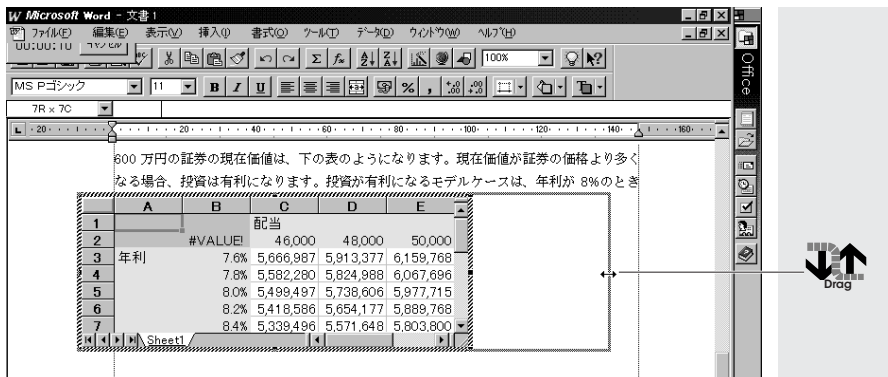 Microsoft Word - 文書1
ファイル(F) 編集(E) 表示(V) 挿入(I) 書式(O) ツール(T) データ(D) ウィンドウ(W) ヘルプ(H)
00:00:10 キャンセル
100%
MS Pゴシック 11 B I U % ,
7R × 7C
20 20 40 60 80 100 120 140 160
Office
600 万円の証券の現在価値は、下の表のようになります。現在価値が証券の価格より多く
なる場合、投資は有利になります。投資が有利になるモデルケースは、年利が 8%のとき
A B C D E
1 配当
2 #VALUE! 46,000 48,000 50,000
3 年利 7.6% 5,666,987 5,913,377 6,159,768
4 7.8% 5,582,280 5,824,988 6,067,696
5 8.0% 5,499,497 5,738,606 5,977,715
6 8.2% 5,418,586 5,654,177 5,889,768
7 8.4% 5,339,496 5,571,648 5,803,800
Sheet1
Drag